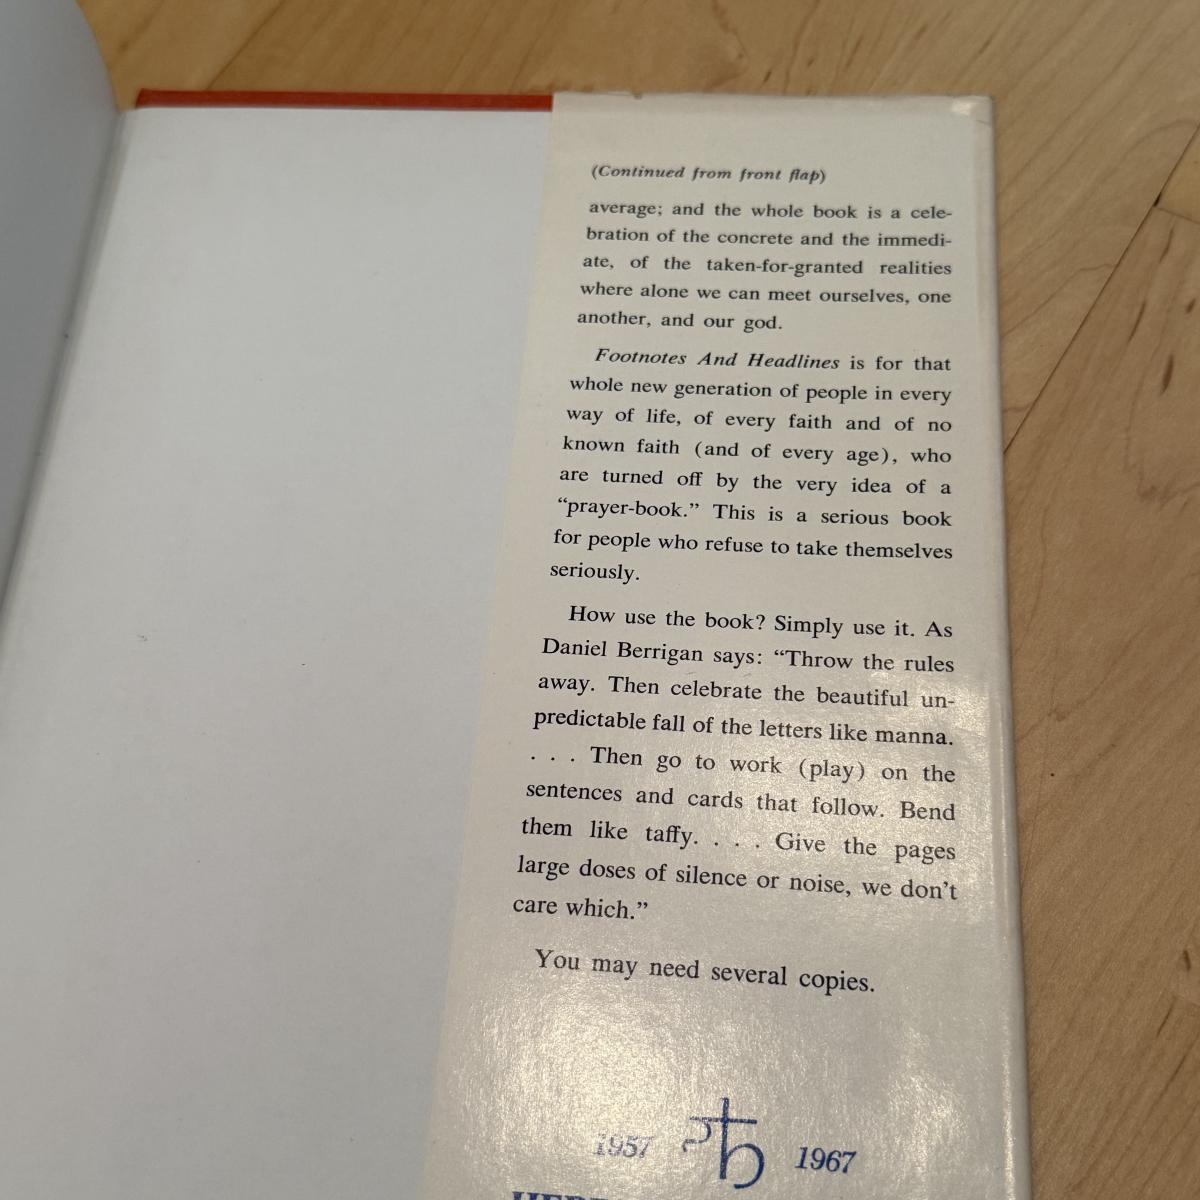 (Continued from front flap)
average; and the whole book is a cele-
bration of the concrete and the immedi-
ate, of the taken-for-granted realities
where alone we can meet ourselves, one
another, and our god.
Footnotes And Headlines is for that
whole new generation of people in every
way of life, of every faith and of no
known faith (and of every age), who
are turned off by the very idea of a
“prayer-book.” This is a serious book
for people who refuse to take themselves
seriously.
How use the book? Simply use it. As
Daniel Berrigan says: “Throw the rules
away. Then celebrate the beautiful un-
predictable fall of the letters like manna.
. . . Then go to work (play) on the
sentences and cards that follow. Bend
them like taffy. . . . Give the pages
large doses of silence or noise, we don’t
care which.”
You may need several copies.
1957 1967